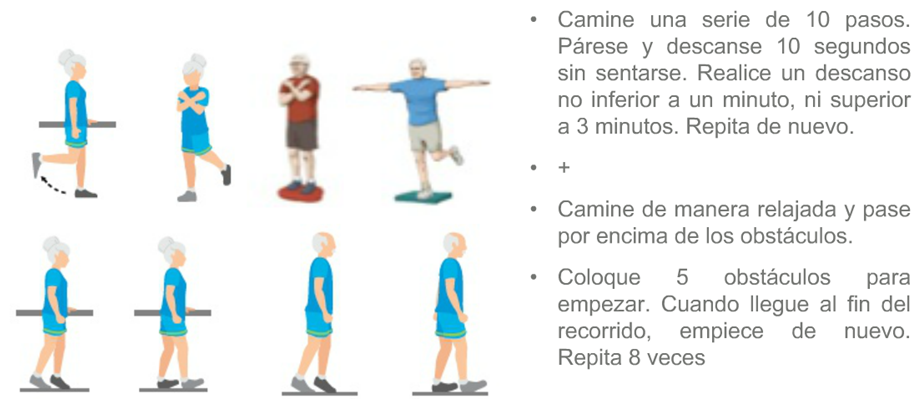 • Camine una serie de 10 pasos.
Párese y descanse 10 segundos
sin sentarse. Realice un descanso
no inferior a un minuto, ni superior
a 3 minutos. Repita de nuevo.
• +
• Camine de manera relajada y pase
por encima de los obstáculos.
• Coloque 5 obstáculos para
empezar. Cuando llegue al fin del
recorrido, empiece de nuevo.
Repita 8 veces